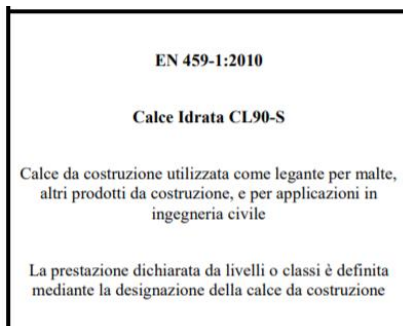 EN 459-1:2010
Calce Idrata CL90-S
Calce da costruzione utilizzata come legante per malte,
altri prodotti da costruzione, e per applicazioni in
ingegneria civile
La prestazione dichiarata da livelli o classi è definita
mediante la designazione della calce da costruzione